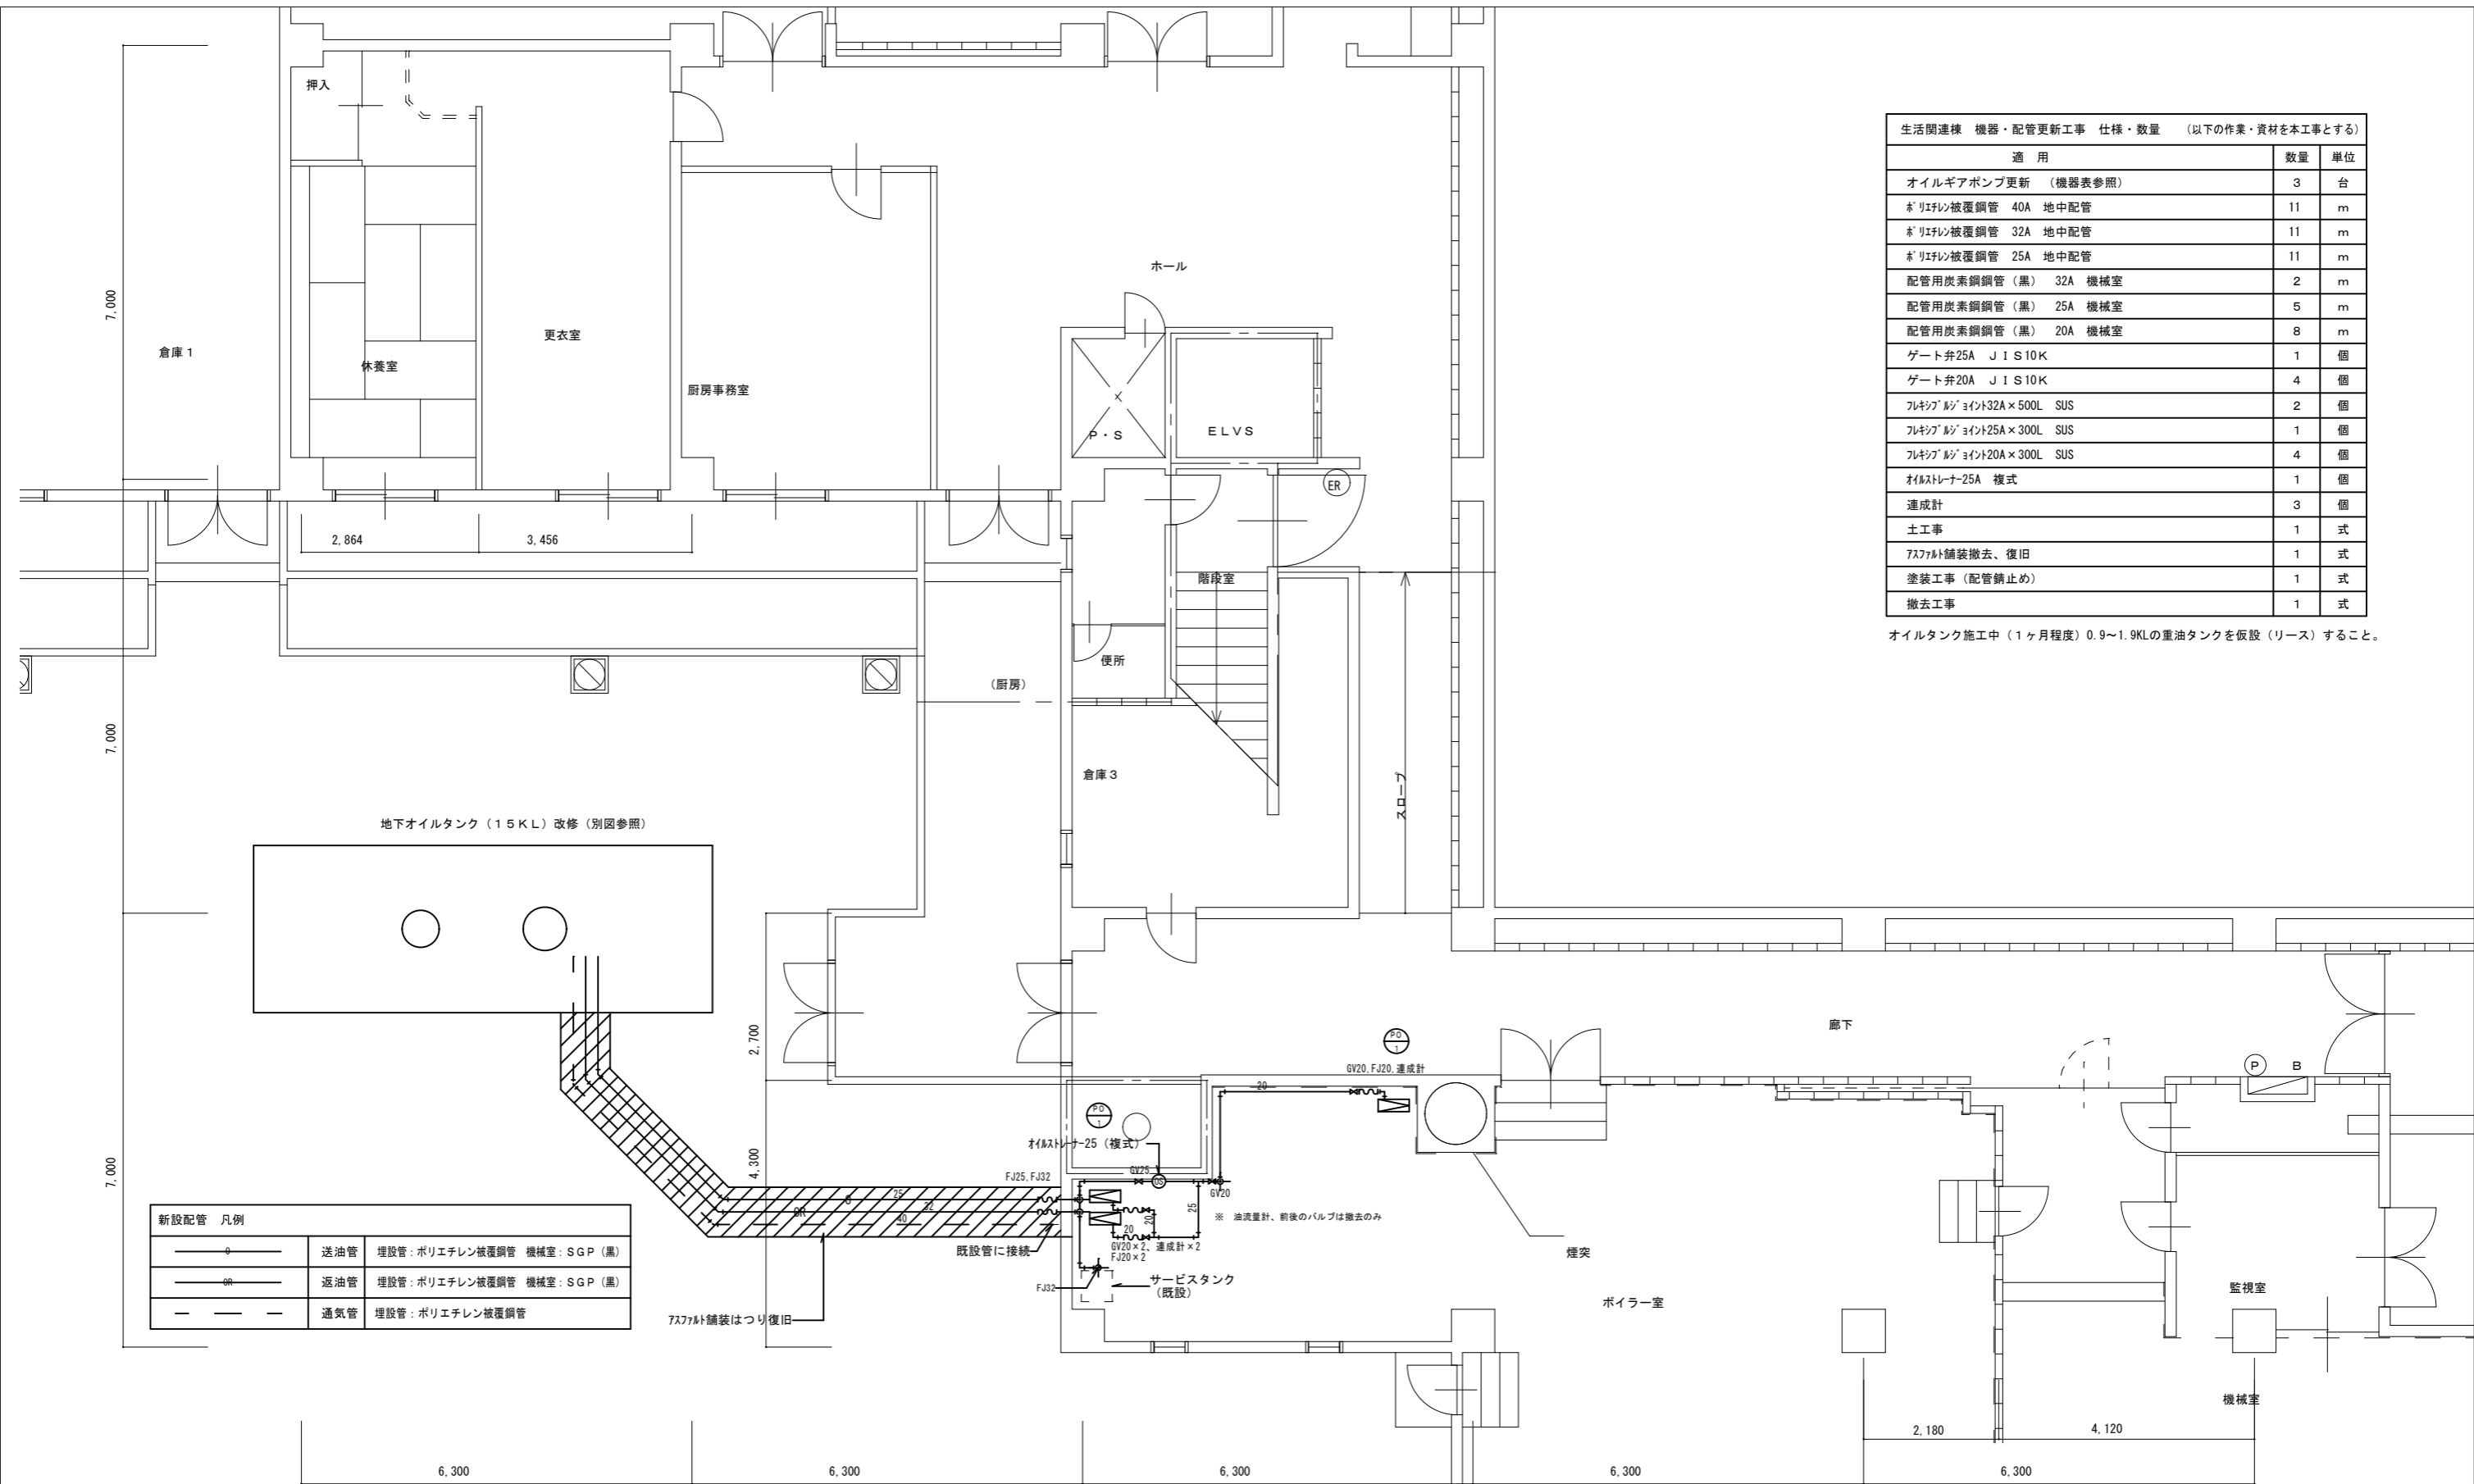 生活関連棟　機器・配管更新工事　仕様・数量　（以下の作業・資材を本工事とする）
適　用　数量　単位
オイルギアポンプ更新　（機器表参照）　3　台
ﾎﾟﾘｴﾁﾚﾝ被覆鋼管　40A　地中配管　11　m
ﾎﾟﾘｴﾁﾚﾝ被覆鋼管　32A　地中配管　11　m
ﾎﾟﾘｴﾁﾚﾝ被覆鋼管　25A　地中配管　11　m
配管用炭素鋼鋼管（黒）　32A　機械室　2　m
配管用炭素鋼鋼管（黒）　25A　機械室　5　m
配管用炭素鋼鋼管（黒）　20A　機械室　8　m
ゲート弁25A　ＪＩＳ10Ｋ　1　個
ゲート弁20A　ＪＩＳ10Ｋ　4　個
ﾌﾚｷｼﾌﾞﾙｼﾞｮｲﾝﾄ32A×500L　SUS　2　個
ﾌﾚｷｼﾌﾞﾙｼﾞｮｲﾝﾄ25A×300L　SUS　1　個
ﾌﾚｷｼﾌﾞﾙｼﾞｮｲﾝﾄ20A×300L　SUS　4　個
ｵｲﾙｽﾄﾚｰﾅｰ25A　複式　1　個
連成計　3　個
土工事　1　式
ｱｽﾌｧﾙﾄ舗装撤去、復旧　1　式
塗装工事（配管錆止め）　1　式
撤去工事　1　式
オイルタンク施工中（１ヶ月程度）0.9～1.9KLの重油タンクを仮設（リース）すること。
押入
7,000
倉庫１
休養室
更衣室
厨房事務室
ホール
Ｐ・Ｓ
ＥＬＶＳ
ER
2,864
3,456
階段室
便所
（厨房）
7,000
倉庫３
スロープ
地下オイルタンク（１５ＫＬ）改修（別図参照）
2,700
廊下
PO
1
GV20,FJ20,連成計
20
P
B
PO
1
ｵｲﾙｽﾄﾚｰﾅｰ25（複式）
7,000
4,300
FJ25,FJ32
GV25
OS
GV20
O
25
OR
32
40
20
20
25
※　油流量計、前後のバルブは撤去のみ
GV20×2、連成計×2
FJ20×2
既設管に接続
煙突
サービスタンク
（既設）
FJ32
ボイラー室
監視室
ｱｽﾌｧﾙﾄ舗装はつり復旧
新設配管　凡例
O　送油管　埋設管：ポリエチレン被覆鋼管　機械室：ＳＧＰ（黒）
OR　返油管　埋設管：ポリエチレン被覆鋼管　機械室：ＳＧＰ（黒）
通気管　埋設管：ポリエチレン被覆鋼管
機械室
2,180
4,120
6,300
6,300
6,300
6,300
6,300